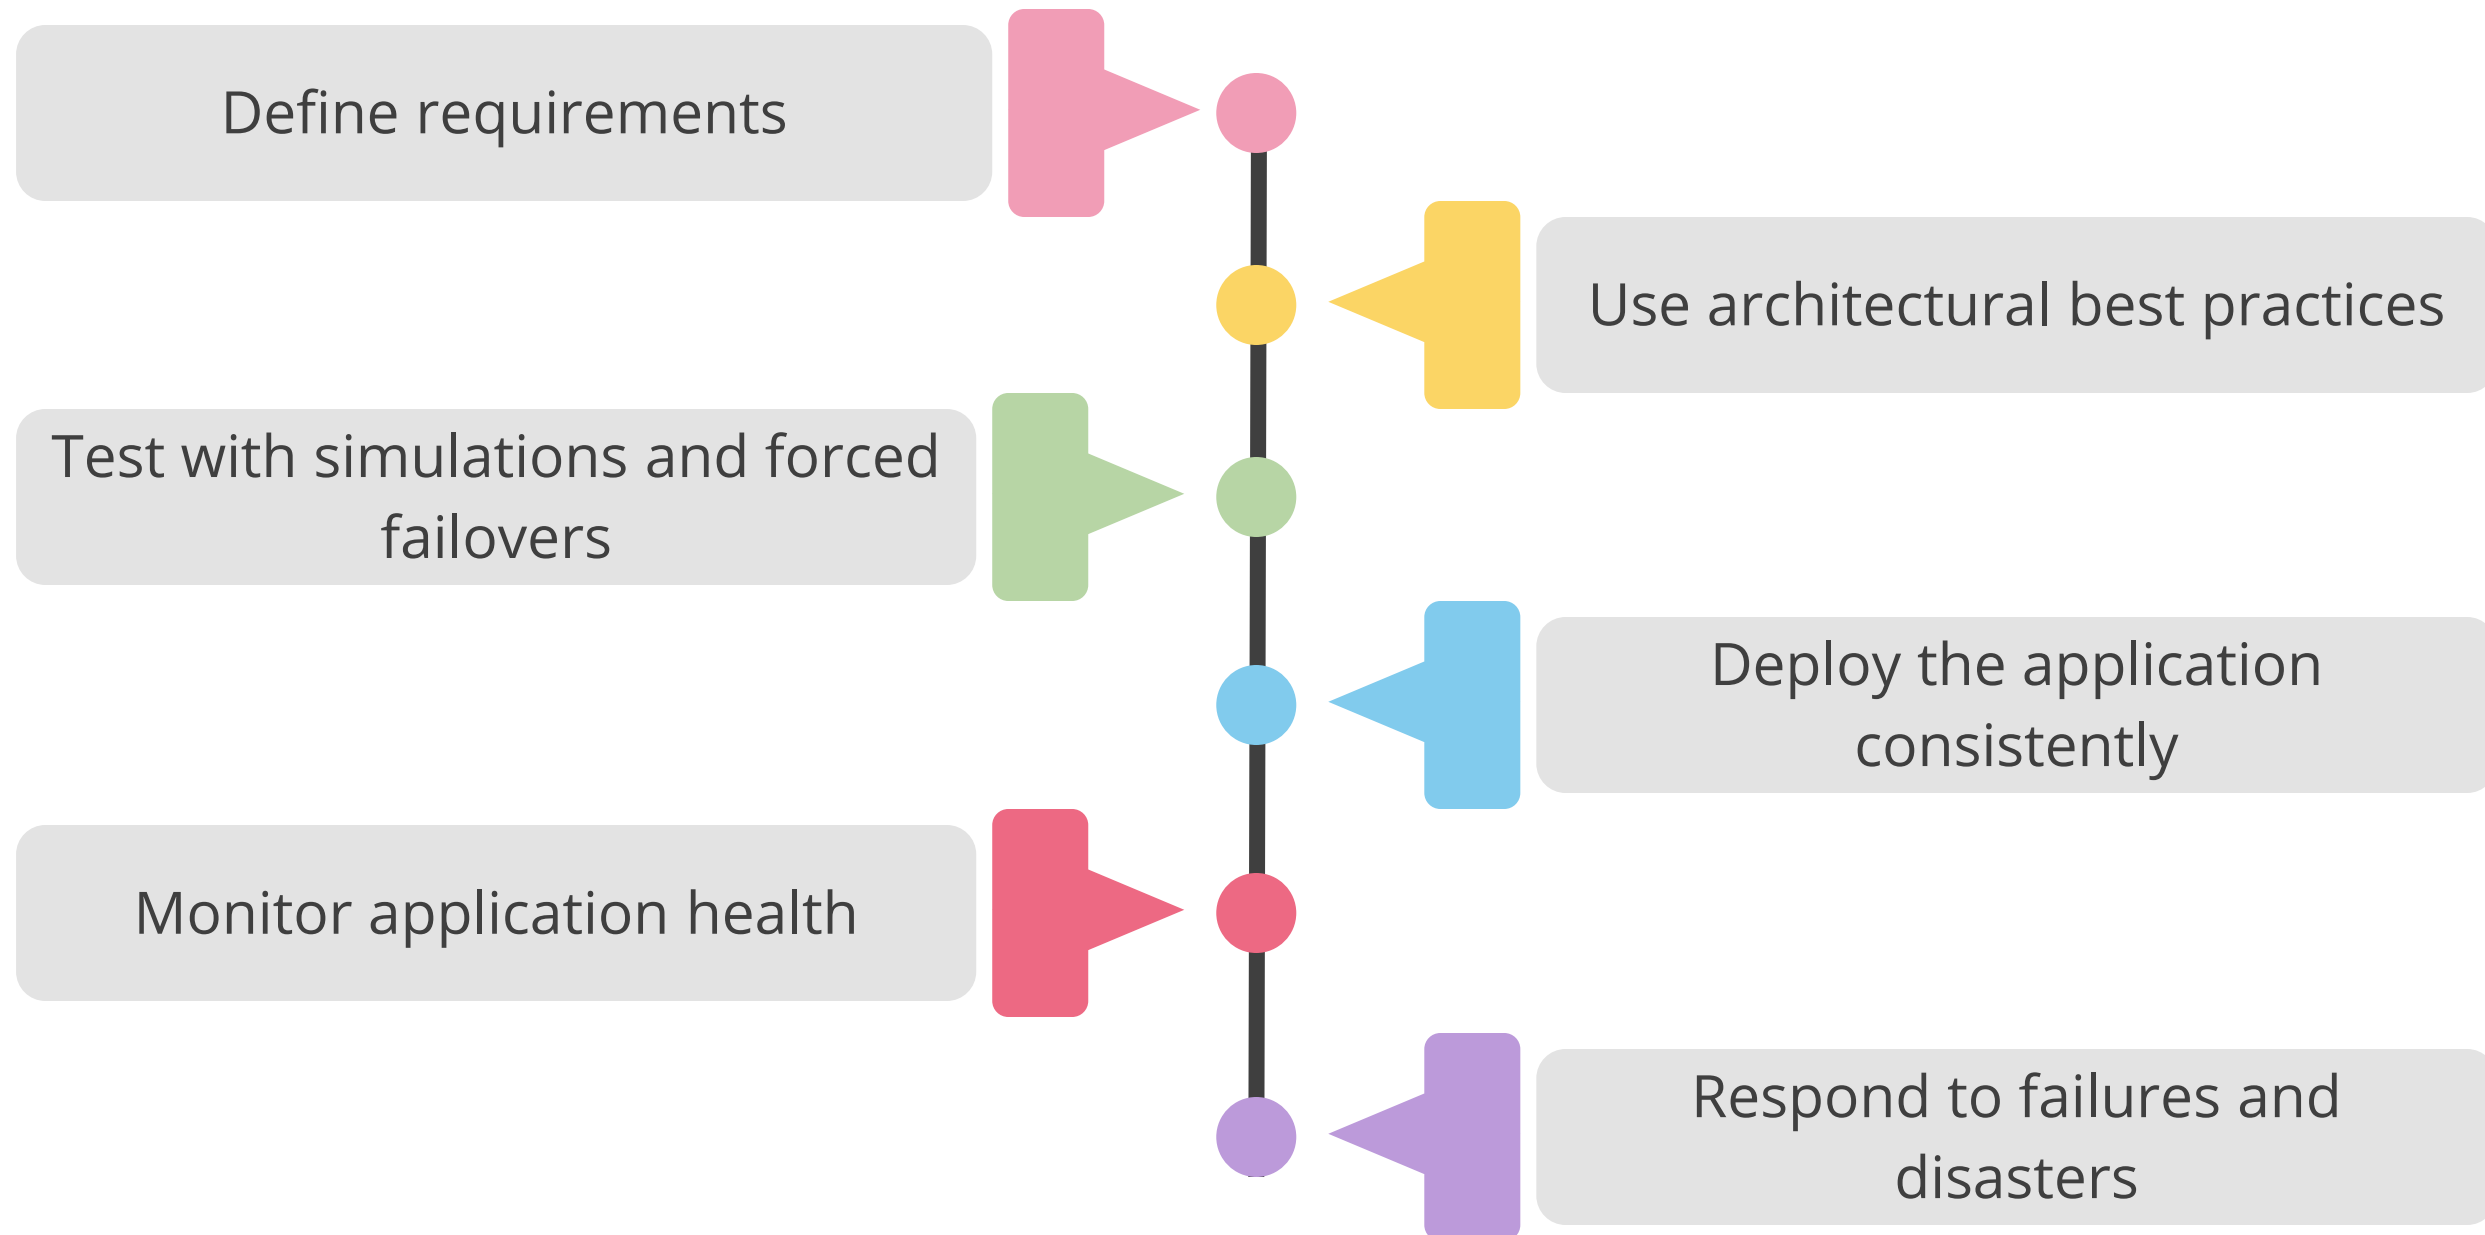 Define requirements
Use architectural best practices
Test with simulations and forced
failovers
Deploy the application
consistently
Monitor application health
Respond to failures and
disasters